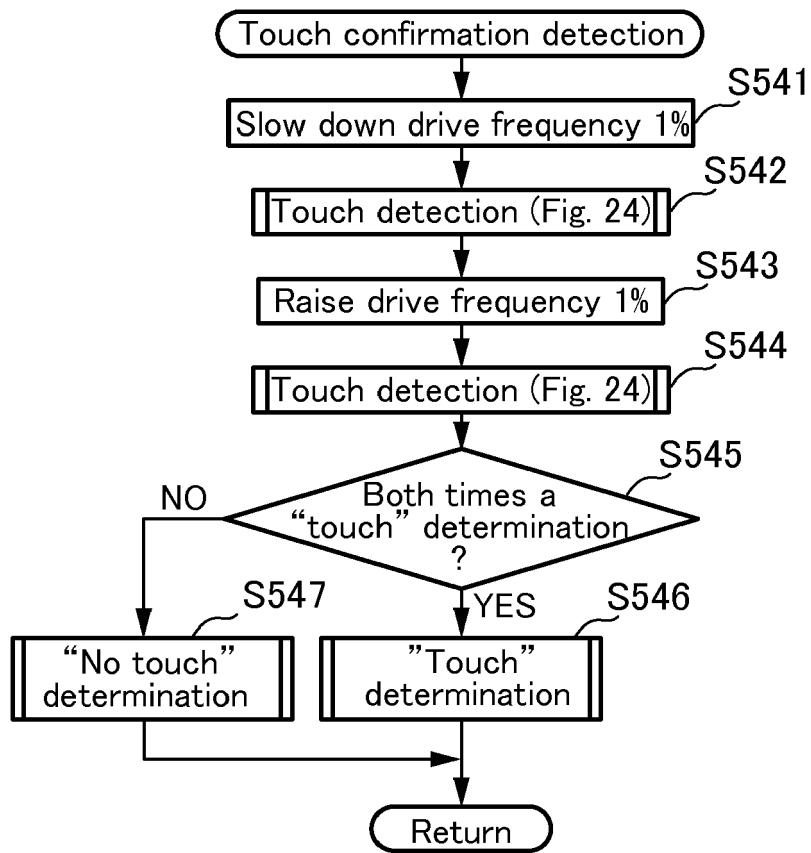 Touch confirmation detection
S541
Slow down drive frequency 1%
S542
Touch detection (Fig. 24)
S543
Raise drive frequency 1%
S544
Touch detection (Fig. 24)
S545
Both times a
“touch” determination
?
NO
YES
S547
“No touch”
determination
S546
”Touch”
determination
Return